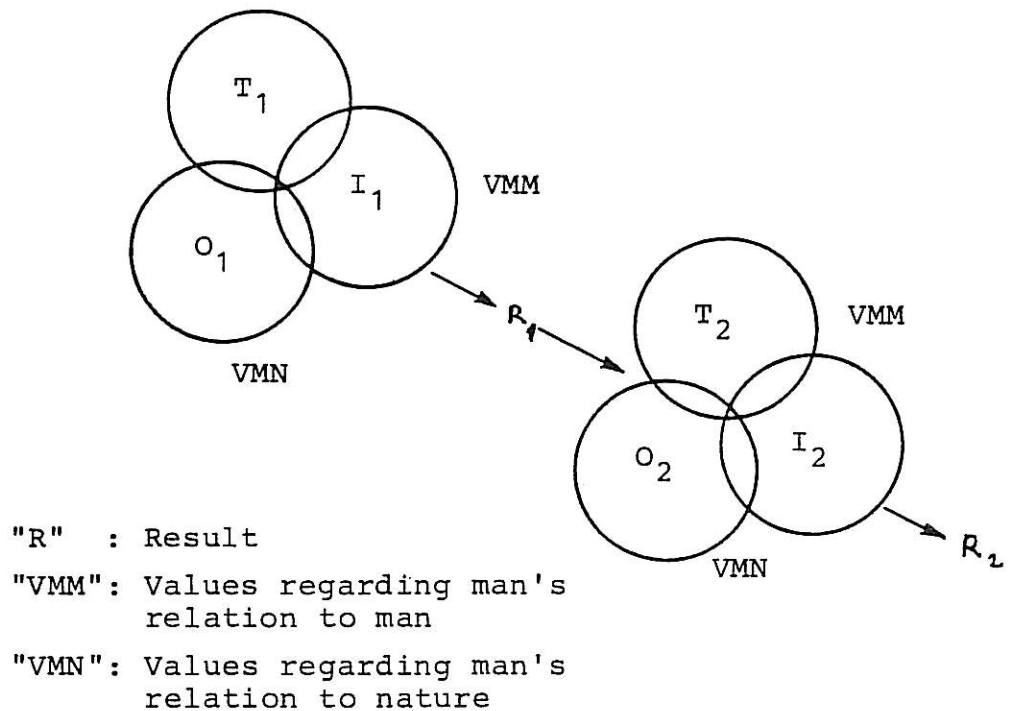 T1
I1
VMM
O1
VMN
R1
T2
VMM
O2
I2
VMN
R2
"R" : Result
"VMM": Values regarding man's
relation to man
"VMN": Values regarding man's
relation to nature